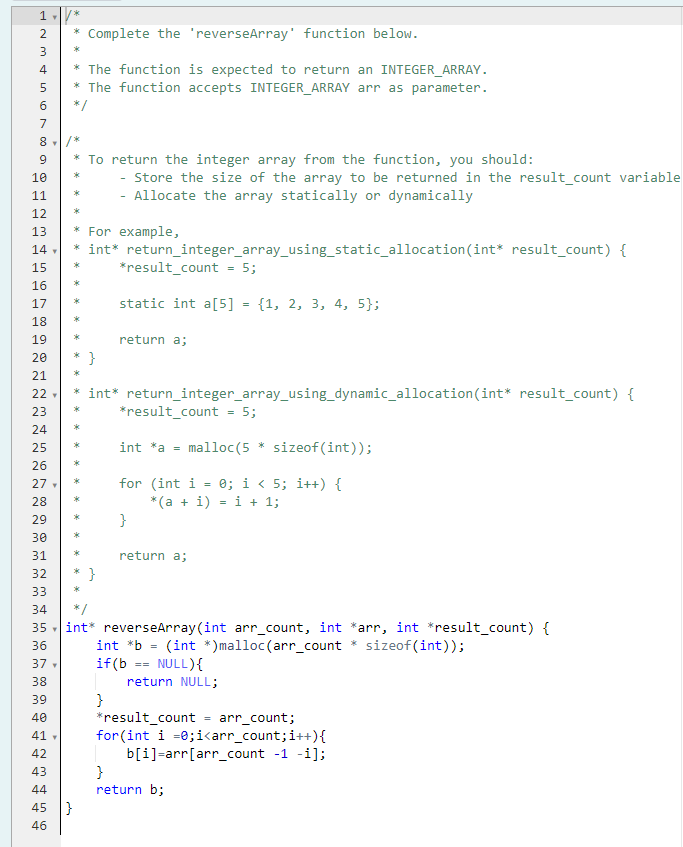 1 /*
2  * Complete the 'reverseArray' function below.
3  *
4  * The function is expected to return an INTEGER_ARRAY.
5  * The function accepts INTEGER_ARRAY arr as parameter.
6  */
7
8 /*
9  * To return the integer array from the function, you should:
10  *     - Store the size of the array to be returned in the result_count variable
11  *     - Allocate the array statically or dynamically
12  *
13  * For example,
14  * int* return_integer_array_using_static_allocation(int* result_count) {
15  *     *result_count = 5;
16  *
17  *     static int a[5] = {1, 2, 3, 4, 5};
18  *
19  *     return a;
20  * }
21  *
22  * int* return_integer_array_using_dynamic_allocation(int* result_count) {
23  *     *result_count = 5;
24  *
25  *     int *a = malloc(5 * sizeof(int));
26  *
27  *     for (int i = 0; i < 5; i++) {
28  *         *(a + i) = i + 1;
29  *     }
30  *
31  *     return a;
32  * }
33  *
34  */
35 int* reverseArray(int arr_count, int *arr, int *result_count) {
36     int *b = (int *)malloc(arr_count * sizeof(int));
37     if(b == NULL){
38         return NULL;
39     }
40     *result_count = arr_count;
41     for(int i =0;i<arr_count;i++){
42         b[i]=arr[arr_count -1 -i];
43     }
44     return b;
45 }
46